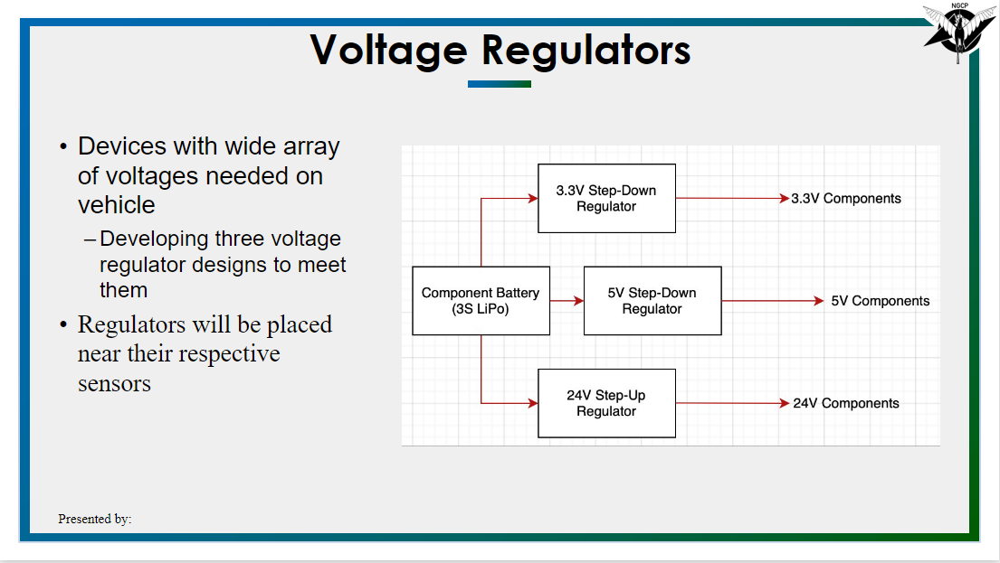 NGCP
Voltage Regulators
• Devices with wide array
of voltages needed on
vehicle
– Developing three voltage
regulator designs to meet
them
• Regulators will be placed
near their respective
sensors
3.3V Step-Down
Regulator
3.3V Components
Component Battery
(3S LiPo)
5V Step-Down
Regulator
5V Components
24V Step-Up
Regulator
24V Components
Presented by: